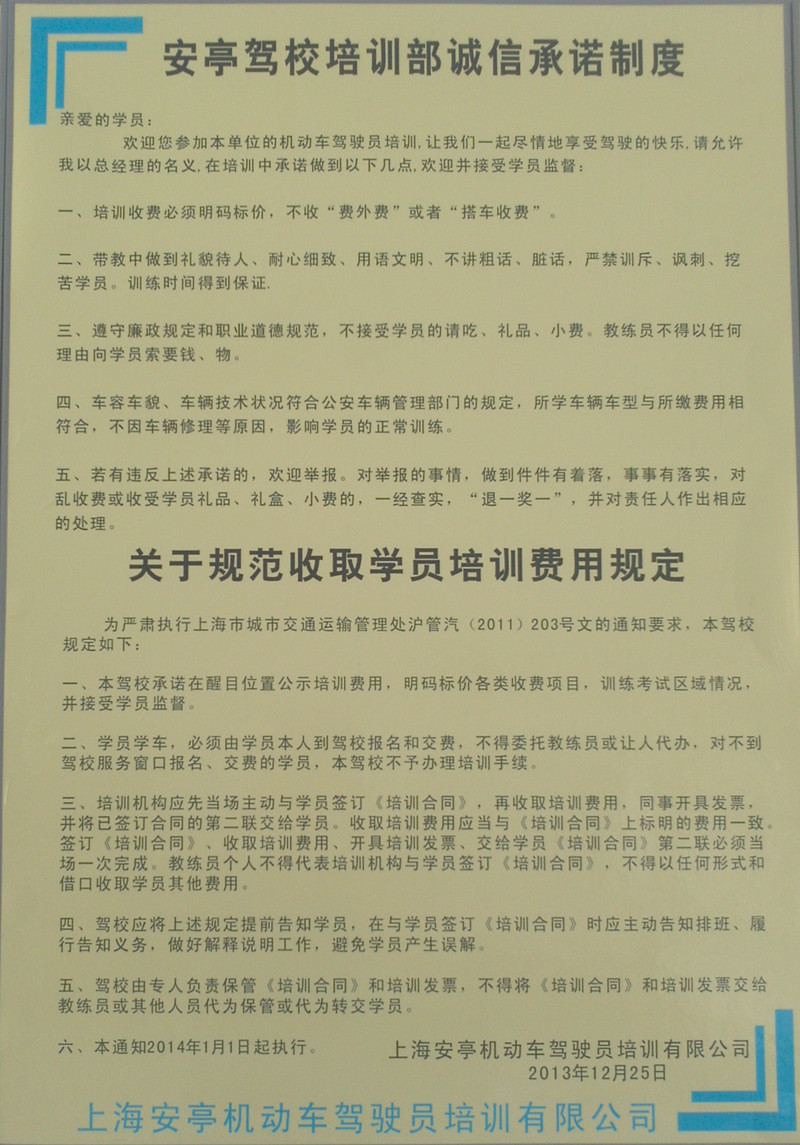 安亭驾校培训部诚信承诺制度
亲爱的学员：
欢迎您参加本单位的机动车驾驶员培训,让我们一起尽情地享受驾驶的快乐,请允许
我以总经理的名义,在培训中承诺做到以下几点,欢迎并接受学员监督：
一、培训收费必须明码标价，不收“费外费”或者“搭车收费”。
二、带教中做到礼貌待人、耐心细致、用语文明、不讲粗话、脏话，严禁训斥、讽刺、挖
苦学员。训练时间得到保证.
三、遵守廉政规定和职业道德规范，不接受学员的请吃、礼品、小费。教练员不得以任何
理由向学员索要钱、物。
四、车容车貌、车辆技术状况符合公安车辆管理部门的规定，所学车辆车型与所缴费用相
符合，不因车辆修理等原因，影响学员的正常训练。
五、若有违反上述承诺的，欢迎举报。对举报的事情，做到件件有着落，事事有落实，对
乱收费或收受学员礼品、礼盒、小费的，一经查实，“退一奖一”，并对责任人作出相应
的处理。
关于规范收取学员培训费用规定
为严肃执行上海市城市交通运输管理处沪管汽（2011）203号文的通知要求，本驾校
规定如下：
一、本驾校承诺在醒目位置公示培训费用，明码标价各类收费项目，训练考试区域情况，
并接受学员监督。
二、学员学车，必须由学员本人到驾校报名和交费，不得委托教练员或让人代办，对不到
驾校服务窗口报名、交费的学员，本驾校不予办理培训手续。
三、培训机构应先当场主动与学员签订《培训合同》，再收取培训费用，同事开具发票，
并将已签订合同的第二联交给学员。收取培训费用应当与《培训合同》上标明的费用一致。
签订《培训合同》、收取培训费用、开具培训发票、交给学员《培训合同》第二联必须当
场一次完成。教练员个人不得代表培训机构与学员签订《培训合同》，不得以任何形式和
借口收取学员其他费用。
四、驾校应将上述规定提前告知学员，在与学员签订《培训合同》时应主动告知排班、履
行告知义务，做好解释说明工作，避免学员产生误解。
五、驾校由专人负责保管《培训合同》和培训发票，不得将《培训合同》和培训发票交给
教练员或其他人员代为保管或代为转交学员。
六、本通知2014年1月1日起执行。
上海安亭机动车驾驶员培训有限公司
2013年12月25日
上海安亭机动车驾驶员培训有限公司